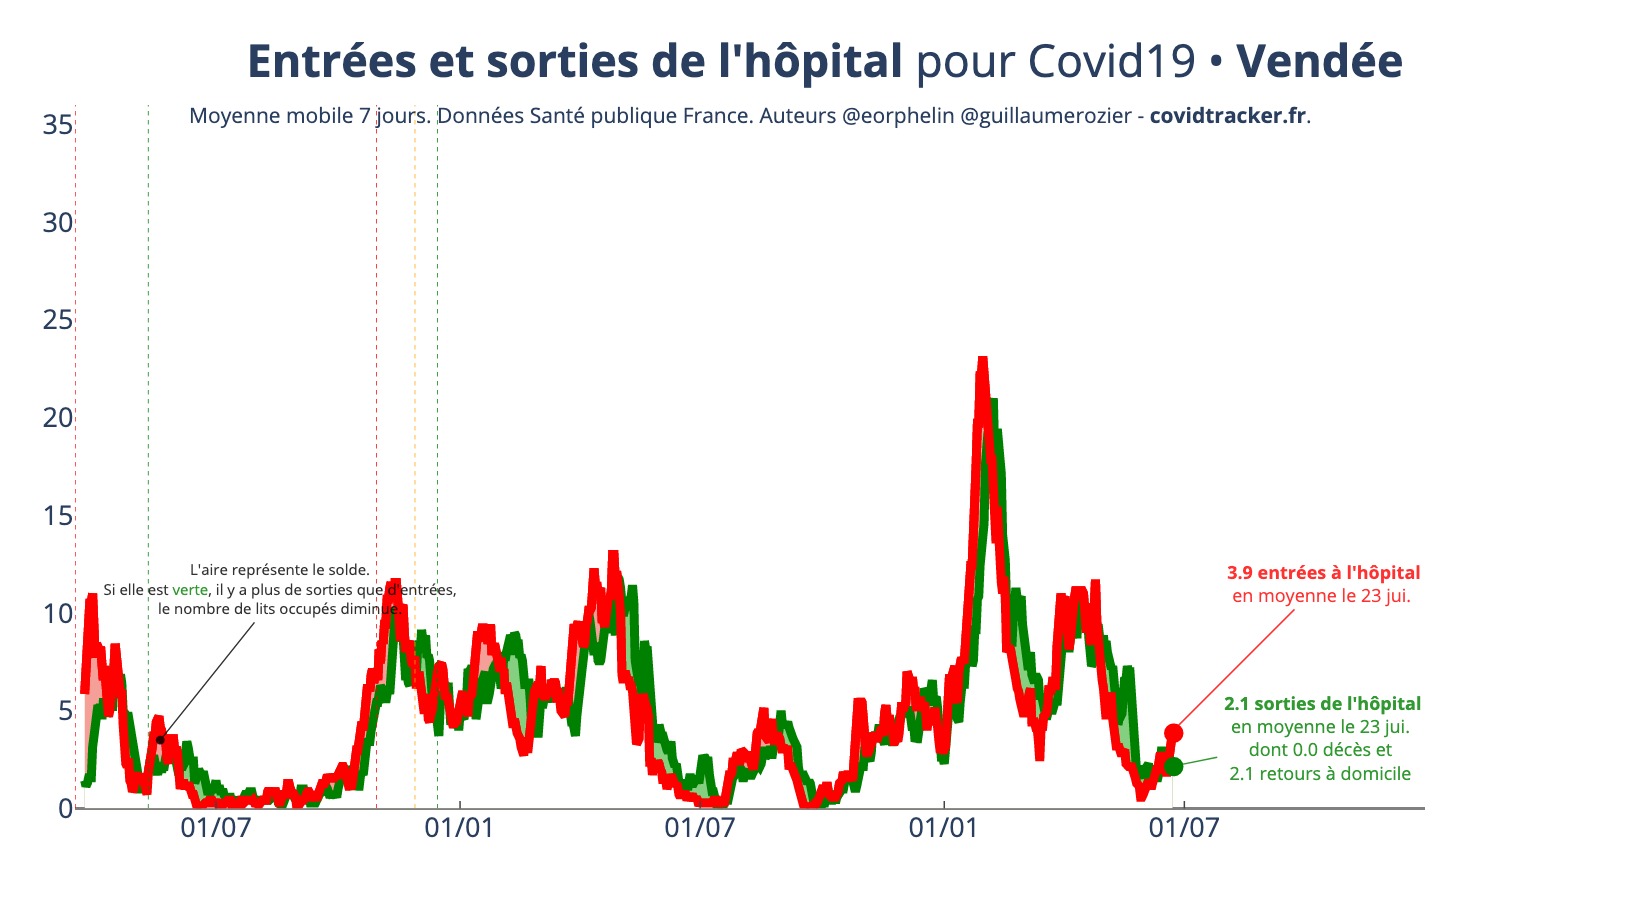 Entrées et sorties de l'hôpital pour Covid19 • Vendée
Moyenne mobile 7 jours. Données Santé publique France. Auteurs @eorphelin @guillaumerozier - covidtracker.fr.
35
30
25
20
15
10
5
0
L'aire représente le solde.
Si elle est verte, il y a plus de sorties que d'entrées,
le nombre de lits occupés diminue.
3.9 entrées à l'hôpital
en moyenne le 23 jui.
2.1 sorties de l'hôpital
en moyenne le 23 jui.
dont 0.0 décès et
2.1 retours à domicile
01/07
01/01
01/07
01/01
01/07